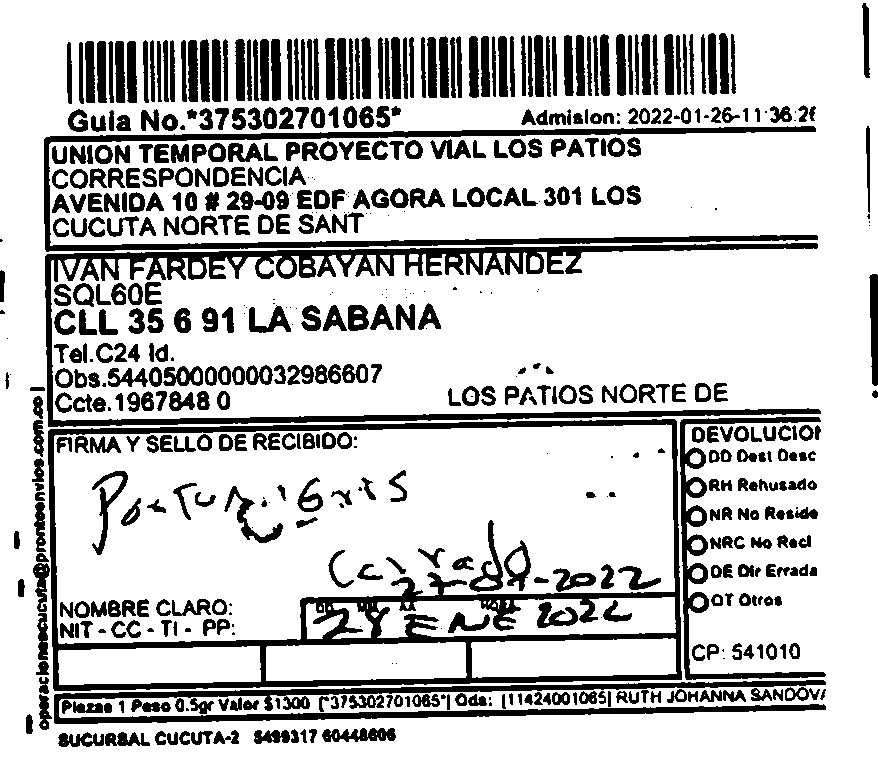 Guia No.*375302701065*
Admision: 2022-01-26-11:36:26
UNION TEMPORAL PROYECTO VIAL LOS PATIOS
CORRESPONDENCIA
AVENIDA 10 # 29-09 EDF AGORA LOCAL 301 LOS
CUCUTA NORTE DE SANT
IVAN FARDEY COBAYAN HERNANDEZ
SQL60E
CLL 35 6 91 LA SABANA
Tel.C24 Id.
Obs.54405000000032986607
Ccte.1967848 0
LOS PATIOS NORTE DE
FIRMA Y SELLO DE RECIBIDO:
Cerrado
27-01-2022
NOMBRE CLARO:
NIT - CC - TI - PP:
DD MM AA HORA
28 ENE 2022
DEVOLUCION
DD Dest Desc
RH Rehusado
NR No Reside
NRC No Recl
DE Dir Errada
OT Otros
CP: 541010
operacionescucuta@prontoenvios.com.co
Piezas 1 Peso 0.5gr Valor $1300 [*375302701065*] Ods: [11424001065] RUTH JOHANNA SANDOVA
SUCURSAL CUCUTA-2 5499317 60448606